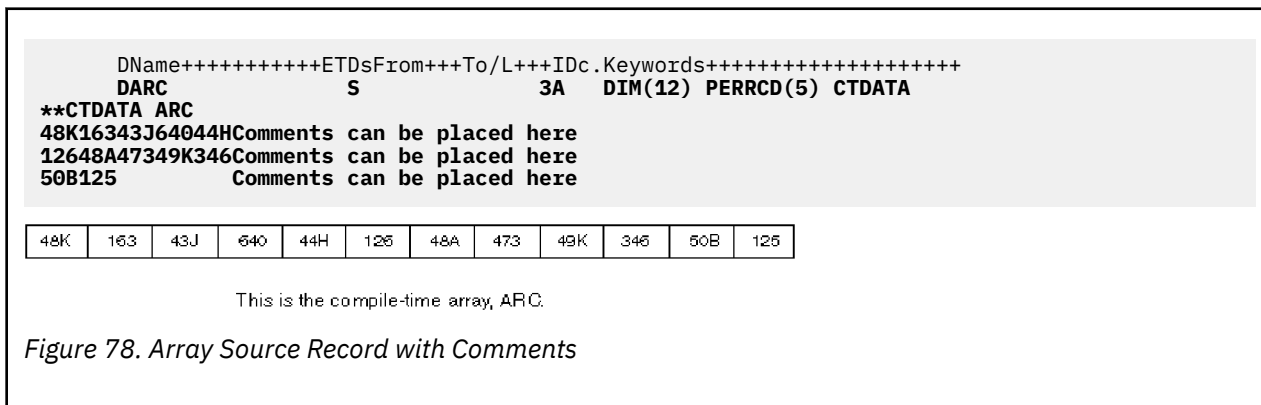 DName+++++++++++ETDsFrom+++To/L+++IDc.Keywords++++++++++++++++++++
DARC S 3A DIM(12) PERRCD(5) CTDATA
**CTDATA ARC
48K16343J64044HComments can be placed here
12648A47349K346Comments can be placed here
50B125 Comments can be placed here
48K 163 43J 640 44H 126 48A 473 49K 346 50B 125
This is the compile-time array, ARC.
Figure 78. Array Source Record with Comments